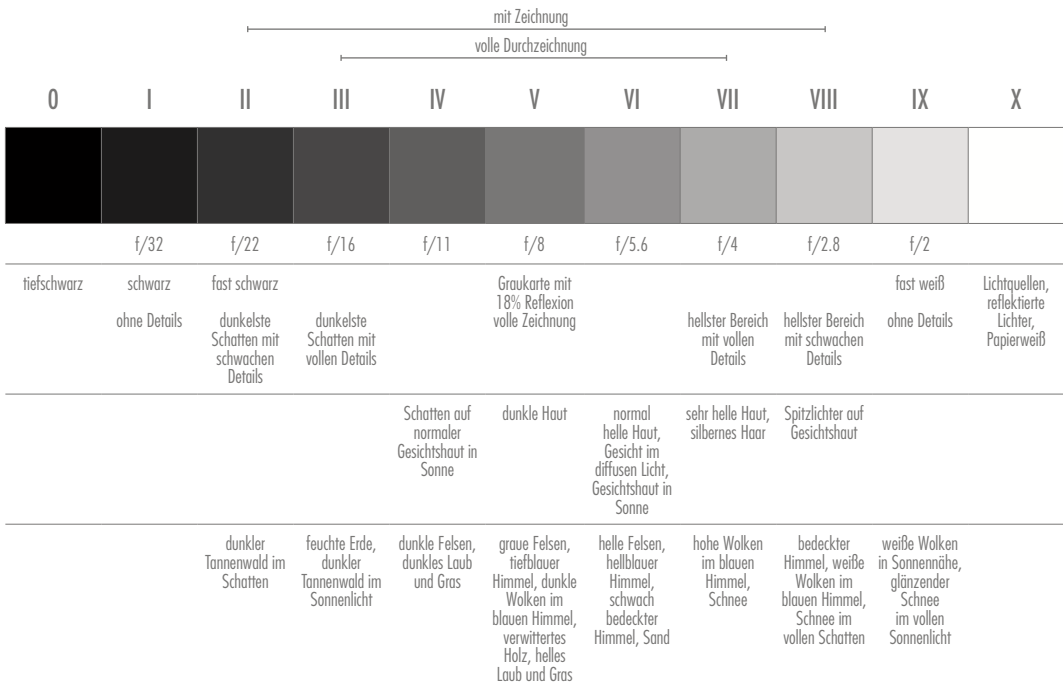 mit Zeichnung
volle Durchzeichnung
0 I II III IV V VI VII VIII IX X
f/32 f/22 f/16 f/11 f/8 f/5.6 f/4 f/2.8 f/2
tiefschwarz
schwarz
ohne Details
fast schwarz
dunkelste
Schatten mit
schwachen
Details
dunkelste
Schatten mit
vollen Details
Graukarte mit
18% Reflexion
volle Zeichnung
hellster Bereich
mit vollen
Details
hellster Bereich
mit schwachen
Details
fast weiß
ohne Details
Lichtquellen,
reflektierte
Lichter,
Papierweiß
Schatten auf
normaler
Gesichtshaut in
Sonne
dunkle Haut
normal
helle Haut,
Gesicht im
diffusen Licht,
Gesichtshaut in
Sonne
sehr helle Haut,
silbernes Haar
Spitzlichter auf
Gesichtshaut
dunkler
Tannenwald im
Schatten
feuchte Erde,
dunkler
Tannenwald im
Sonnenlicht
dunkle Felsen,
dunkles Laub
und Gras
graue Felsen,
tiefblauer
Himmel, dunkle
Wolken im
blauen Himmel,
verwittertes
Holz, helles
Laub und Gras
helle Felsen,
hellblauer
Himmel,
schwach
bedeckter
Himmel, Sand
hohe Wolken
im blauen
Himmel,
Schnee
bedeckter
Himmel, weiße
Wolken im
blauen Himmel,
Schnee im
vollen Schatten
weiße Wolken
in Sonnennähe,
glänzender
Schnee
im vollen
Sonnenlicht